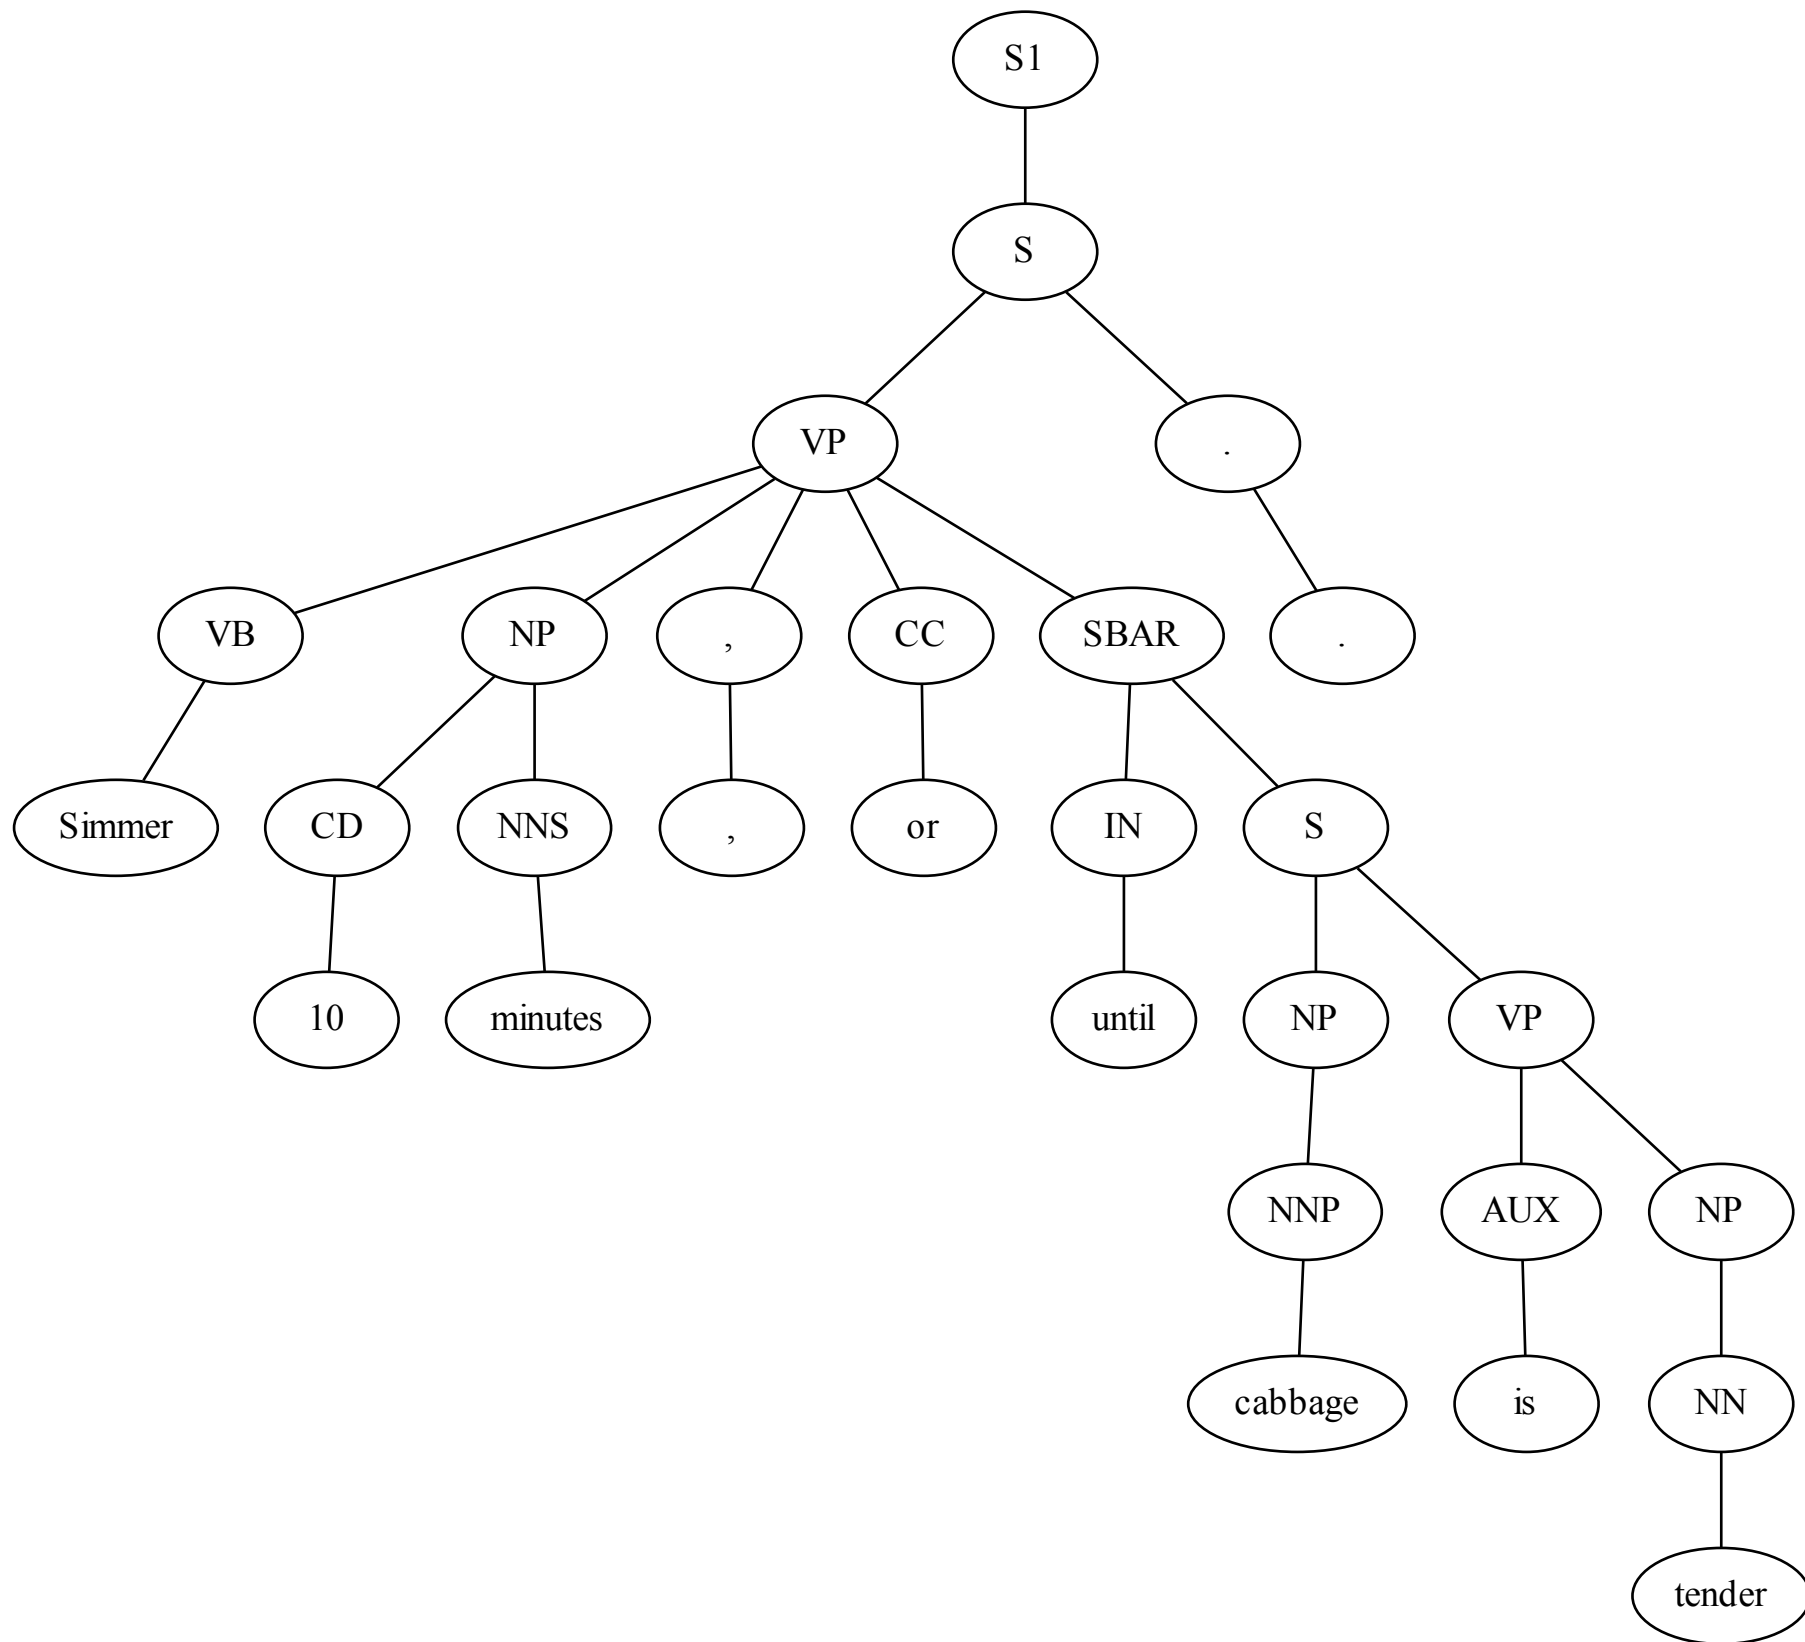 S1
S
VP .
VB NP , CC SBAR .
Simmer CD NNS , or IN S
10 minutes until NP VP
NNP AUX NP
cabbage is NN
tender